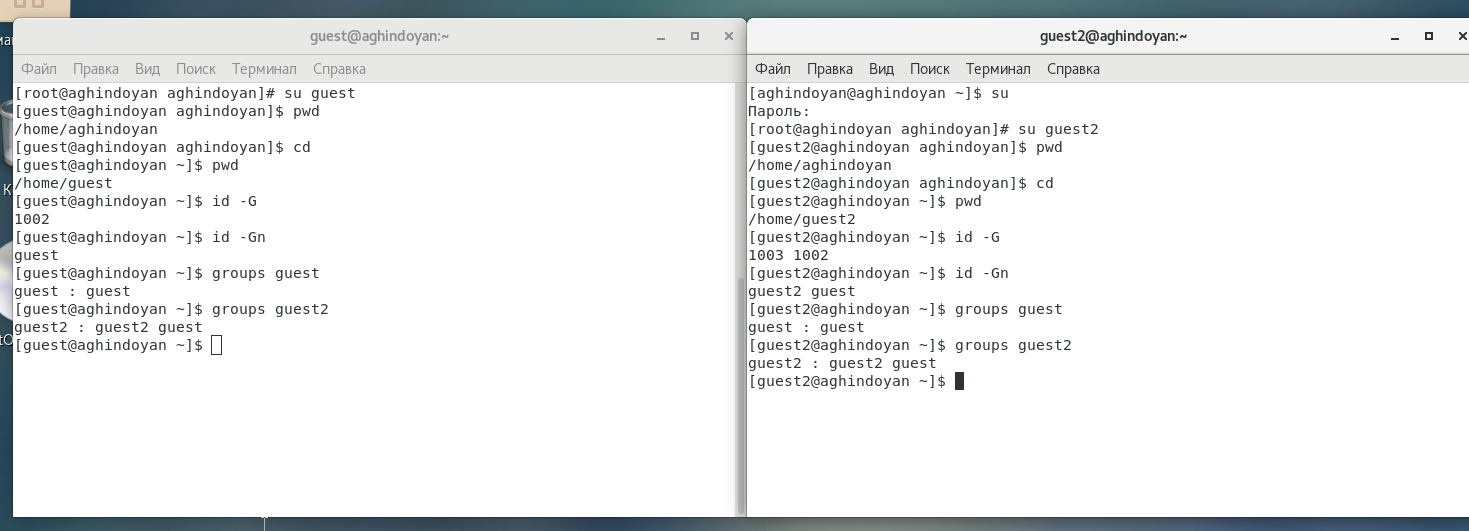 guest@aghindoyan:~
Файл Правка Вид Поиск Терминал Справка
[root@aghindoyan aghindoyan]# su guest
[guest@aghindoyan aghindoyan]$ pwd
/home/aghindoyan
[guest@aghindoyan aghindoyan]$ cd
[guest@aghindoyan ~]$ pwd
/home/guest
[guest@aghindoyan ~]$ id -G
1002
[guest@aghindoyan ~]$ id -Gn
guest
[guest@aghindoyan ~]$ groups guest
guest : guest
[guest@aghindoyan ~]$ groups guest2
guest2 : guest2 guest
[guest@aghindoyan ~]$
guest2@aghindoyan:~
Файл Правка Вид Поиск Терминал Справка
[aghindoyan@aghindoyan ~]$ su
Пароль:
[root@aghindoyan aghindoyan]# su guest2
[guest2@aghindoyan aghindoyan]$ pwd
/home/aghindoyan
[guest2@aghindoyan aghindoyan]$ cd
[guest2@aghindoyan ~]$ pwd
/home/guest2
[guest2@aghindoyan ~]$ id -G
1003 1002
[guest2@aghindoyan ~]$ id -Gn
guest2 guest
[guest2@aghindoyan ~]$ groups guest
guest : guest
[guest2@aghindoyan ~]$ groups guest2
guest2 : guest2 guest
[guest2@aghindoyan ~]$